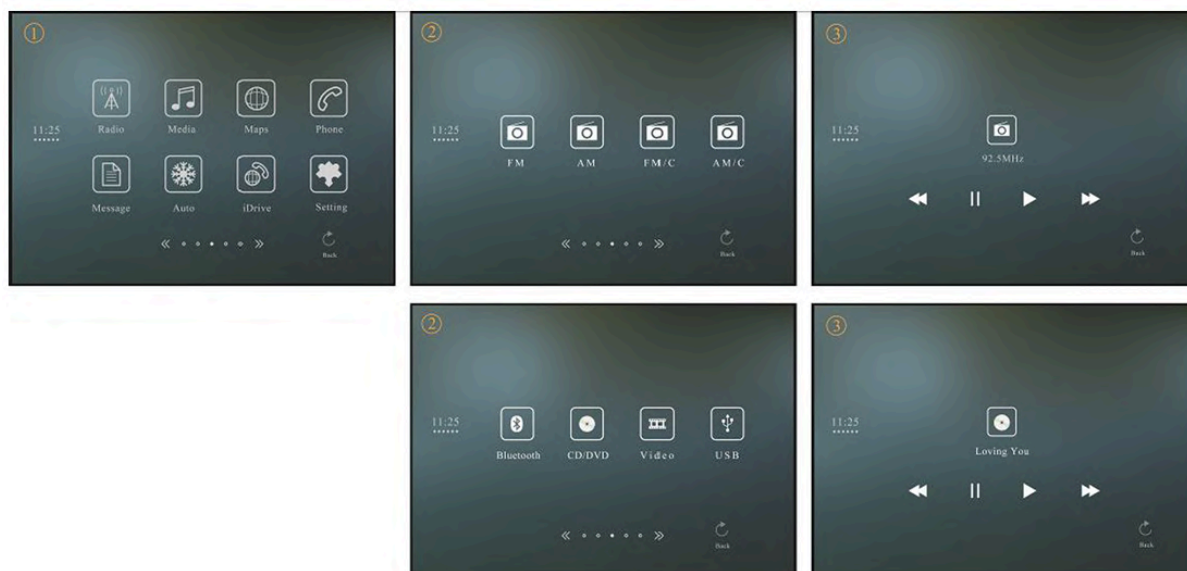 ①
11:25
Radio Media Maps Phone
Message Auto iDrive Setting
Back
②
11:25
FM AM FM/C AM/C
Back
③
11:25
92.5MHz
Back
②
11:25
Bluetooth CD/DVD Video USB
Back
③
11:25
Loving You
Back